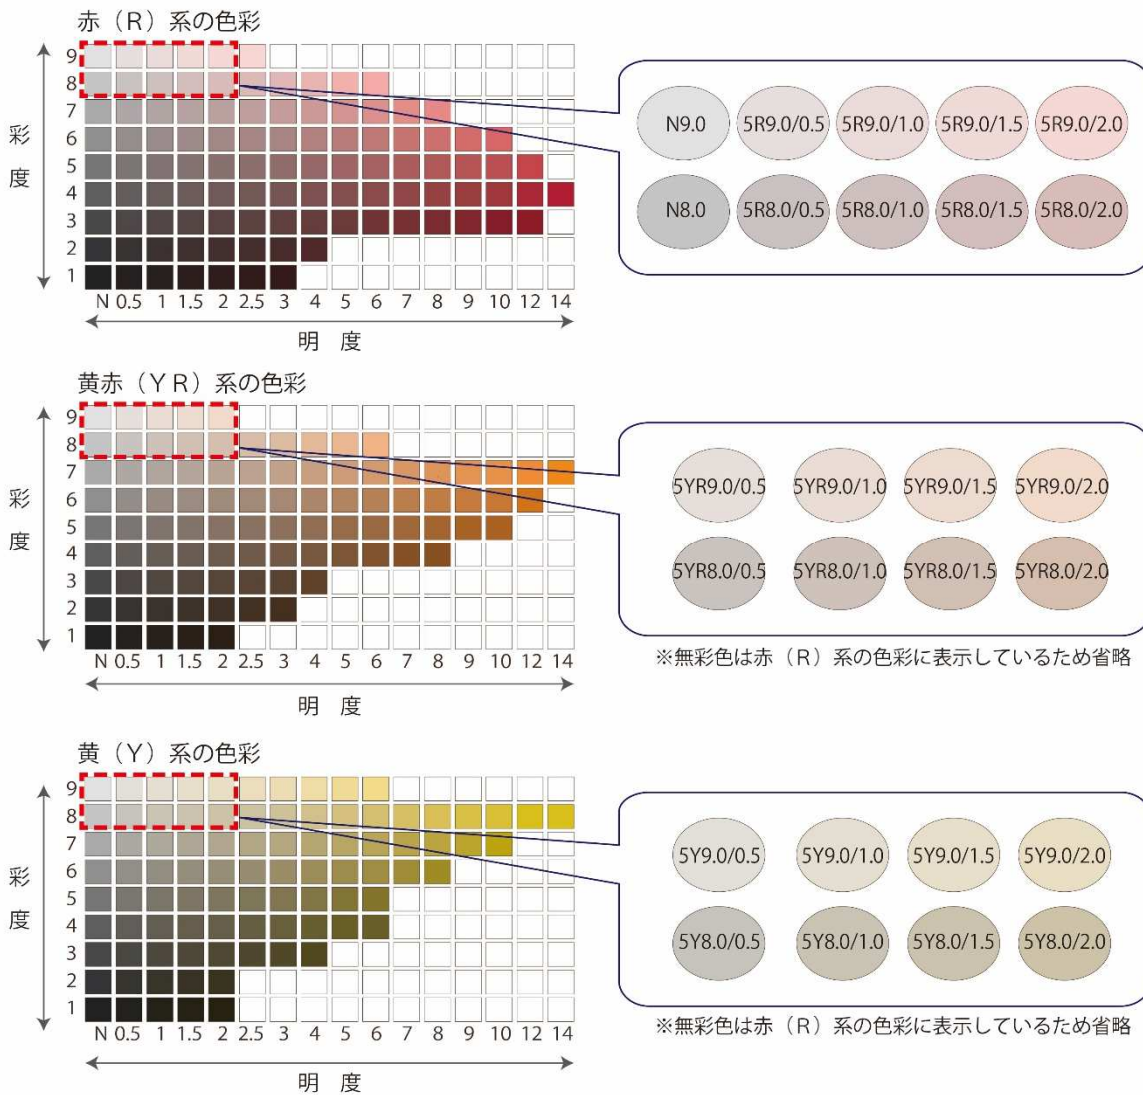 赤（R）系の色彩
9
8
7
6
5
4
3
2
1
彩度
N 0.5 1 1.5 2 2.5 3 4 5 6 7 8 9 10 12 14
明 度
N9.0 5R9.0/0.5 5R9.0/1.0 5R9.0/1.5 5R9.0/2.0
N8.0 5R8.0/0.5 5R8.0/1.0 5R8.0/1.5 5R8.0/2.0
黄赤（ＹＲ）系の色彩
9
8
7
6
5
4
3
2
1
彩度
N 0.5 1 1.5 2 2.5 3 4 5 6 7 8 9 10 12 14
明 度
5YR9.0/0.5 5YR9.0/1.0 5YR9.0/1.5 5YR9.0/2.0
5YR8.0/0.5 5YR8.0/1.0 5YR8.0/1.5 5YR8.0/2.0
※無彩色は赤（Ｒ）系の色彩に表示しているため省略
黄（Y）系の色彩
9
8
7
6
5
4
3
2
1
彩度
N 0.5 1 1.5 2 2.5 3 4 5 6 7 8 9 10 12 14
明 度
5Y9.0/0.5 5Y9.0/1.0 5Y9.0/1.5 5Y9.0/2.0
5Y8.0/0.5 5Y8.0/1.0 5Y8.0/1.5 5Y8.0/2.0
※無彩色は赤（Ｒ）系の色彩に表示しているため省略